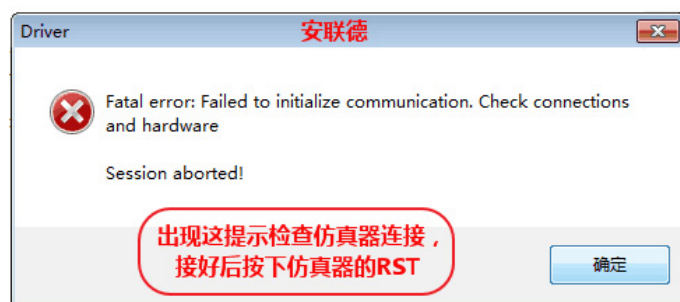 Driver
安联德
Fatal error: Failed to initialize communication. Check connections
and hardware
Session aborted!
出现这提示检查仿真器连接，
接好后按下仿真器的RST
确定